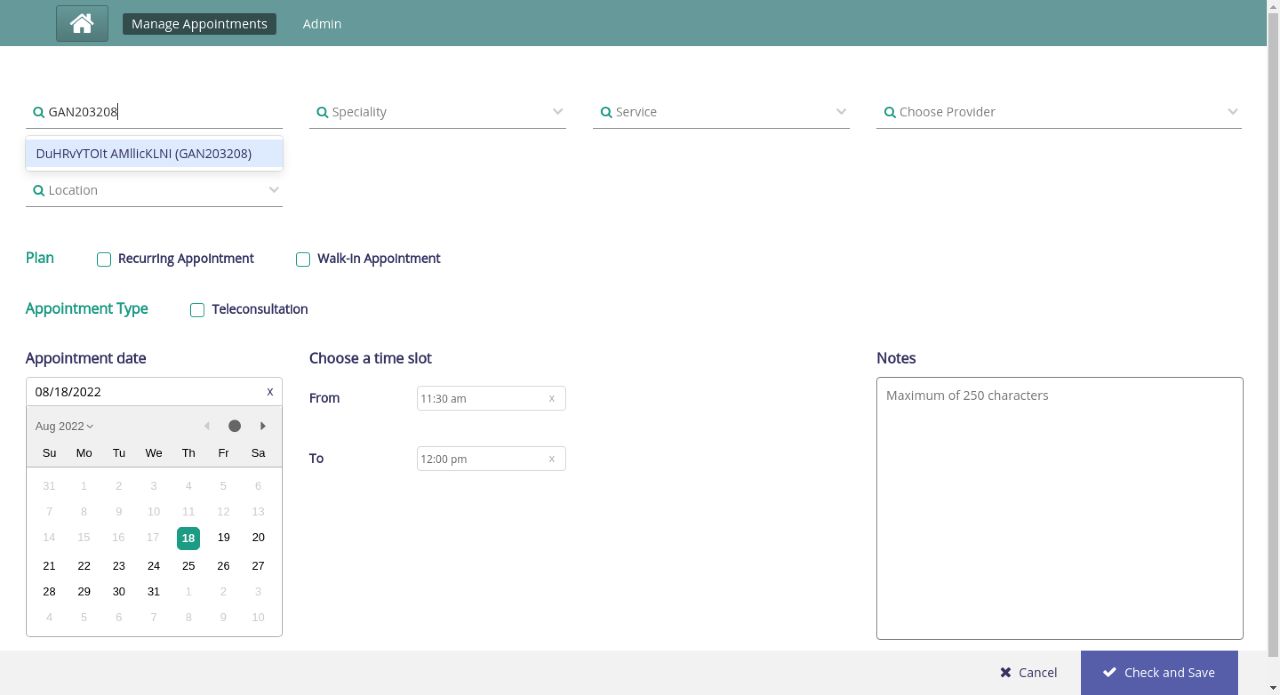 Manage Appointments Admin
GAN203208 Speciality Service Choose Provider
DuHRvYTOIt AMllicKLNI (GAN203208)
Location
Plan Recurring Appointment Walk-in Appointment
Appointment Type Teleconsultation
Appointment date Choose a time slot Notes
08/18/2022 x
From 11:30 am x
Maximum of 250 characters
Aug 2022
Su Mo Tu We Th Fr Sa
To 12:00 pm x
31 1 2 3 4 5 6
7 8 9 10 11 12 13
14 15 16 17 18 19 20
21 22 23 24 25 26 27
28 29 30 31 1 2 3
4 5 6 7 8 9 10
Cancel Check and Save